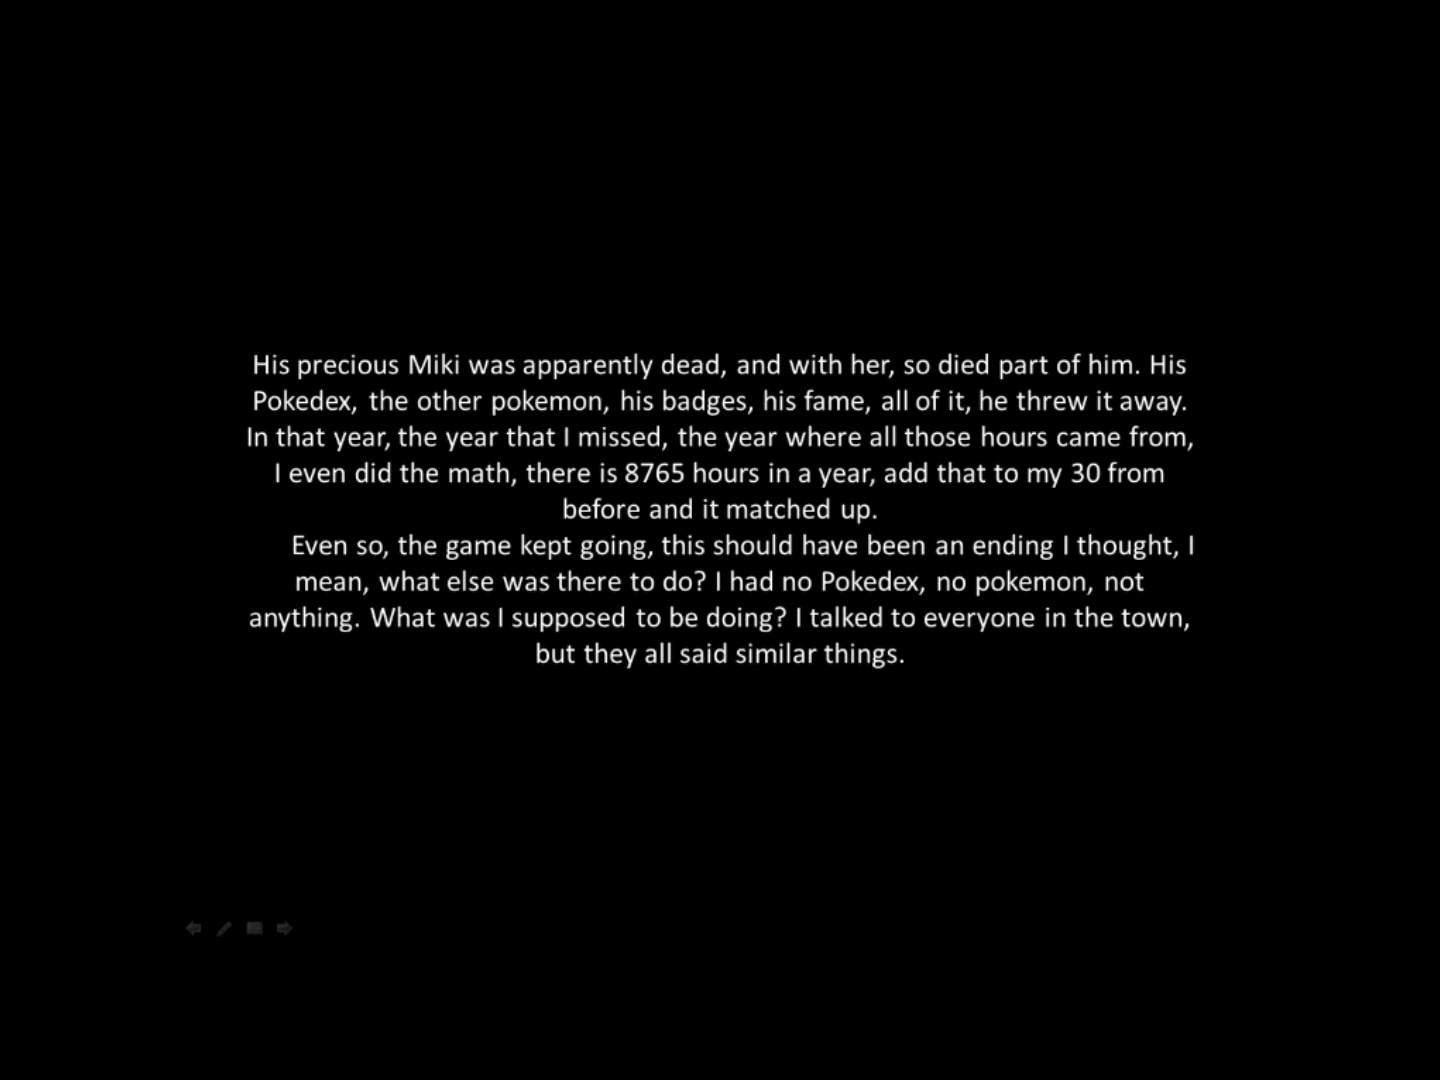 His precious Miki was apparently dead, and with her, so died part of him. His
Pokedex, the other pokemon, his badges, his fame, all of it, he threw it away.
In that year, the year that I missed, the year where all those hours came from,
I even did the math, there is 8765 hours in a year, add that to my 30 from
before and it matched up.
Even so, the game kept going, this should have been an ending I thought, I
mean, what else was there to do? I had no Pokedex, no pokemon, not
anything. What was I supposed to be doing? I talked to everyone in the town,
but they all said similar things.